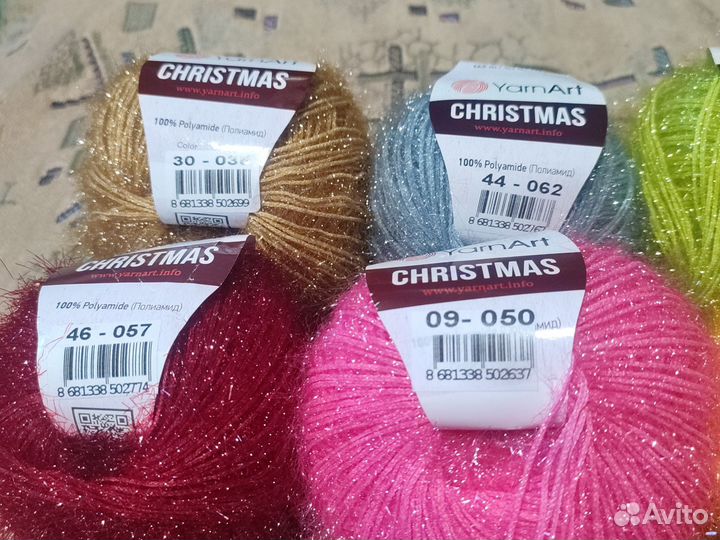 CHRISTMAS
www.yarnart.info
100% Polyamide (Полиамид)
30 - 038
8 681338 502699
YarnArt
CHRISTMAS
www.yarnart.info
100% Polyamide (Полиамид)
44 - 062
8 681338
CHRISTMAS
www.yarnart.info
100% Polyamide (Полиамид)
46 - 057
8 681338 502774
YarnArt
CHRISTMAS
www.yarnart.info
09- 050
8 681338 502637
Avito